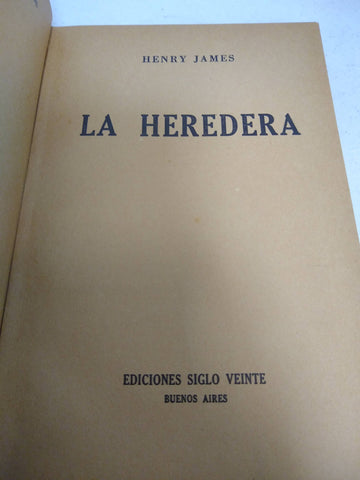 HENRY JAMES
LA HEREDERA
EDICIONES SIGLO VEINTE
BUENOS AIRES